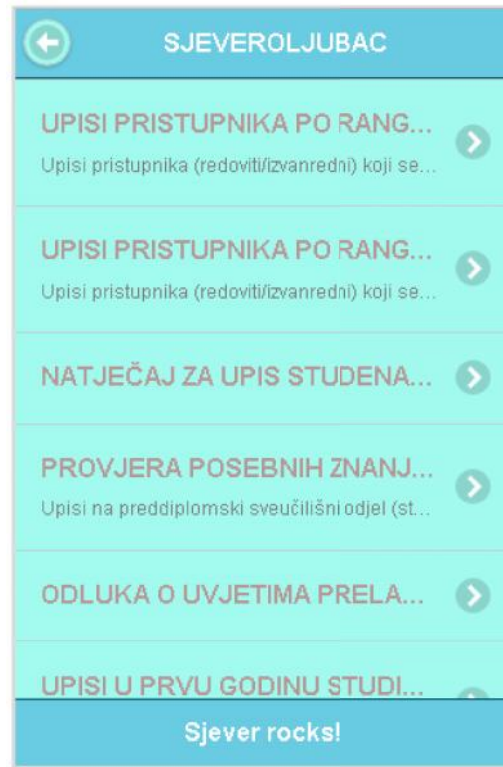 SJEVEROLJUBAC
UPISI PRISTUPNIKA PO RANG...
Upisi pristupnika (redoviti/izvanredni) koji se...
UPISI PRISTUPNIKA PO RANG...
Upisi pristupnika (redoviti/izvanredni) koji se...
NATJEČAJ ZA UPIS STUDENA...
PROVJERA POSEBNIH ZNANJ...
Upisi na preddiplomski sveučilišni odjel (st...
ODLUKA O UVJETIMA PRELA...
UPISI U PRVU GODINU STUDI...
Sjever rocks!